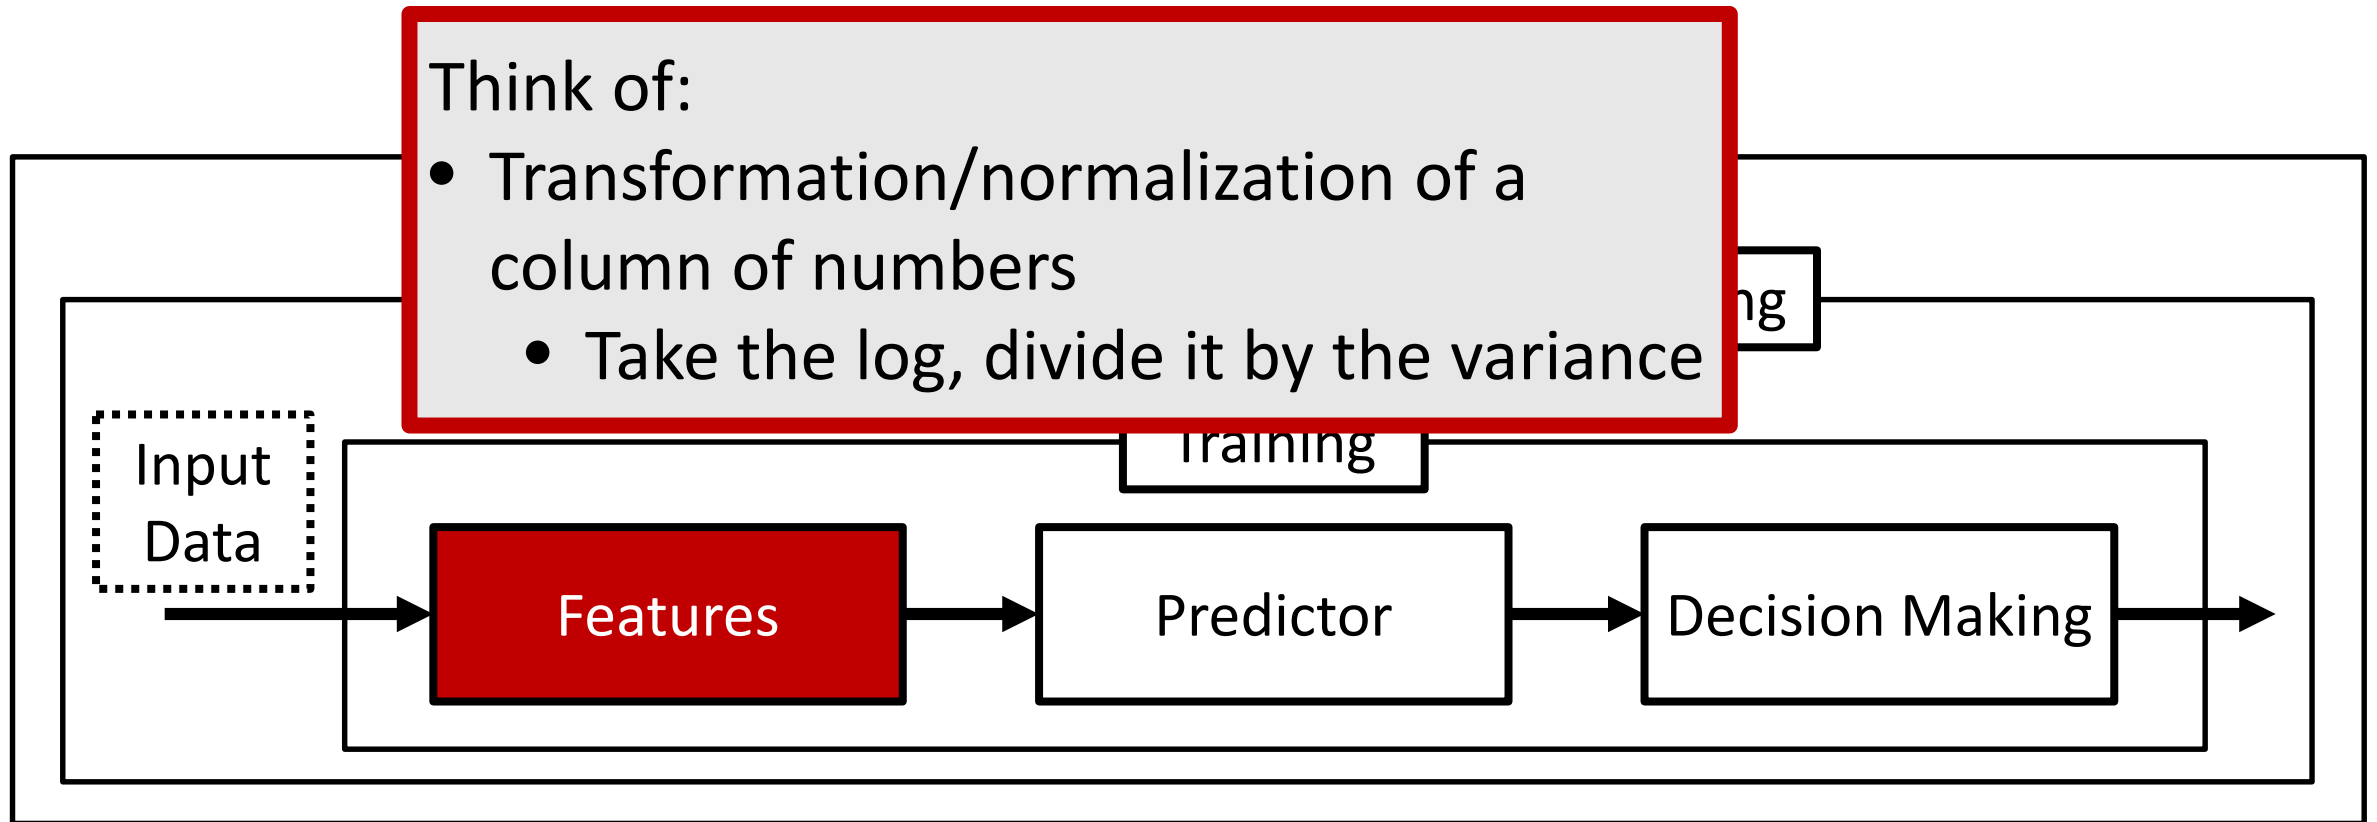 Think of:
• Transformation/normalization of a
column of numbers
• Take the log, divide it by the variance
Training
Input
Data
Features
Predictor
Decision Making